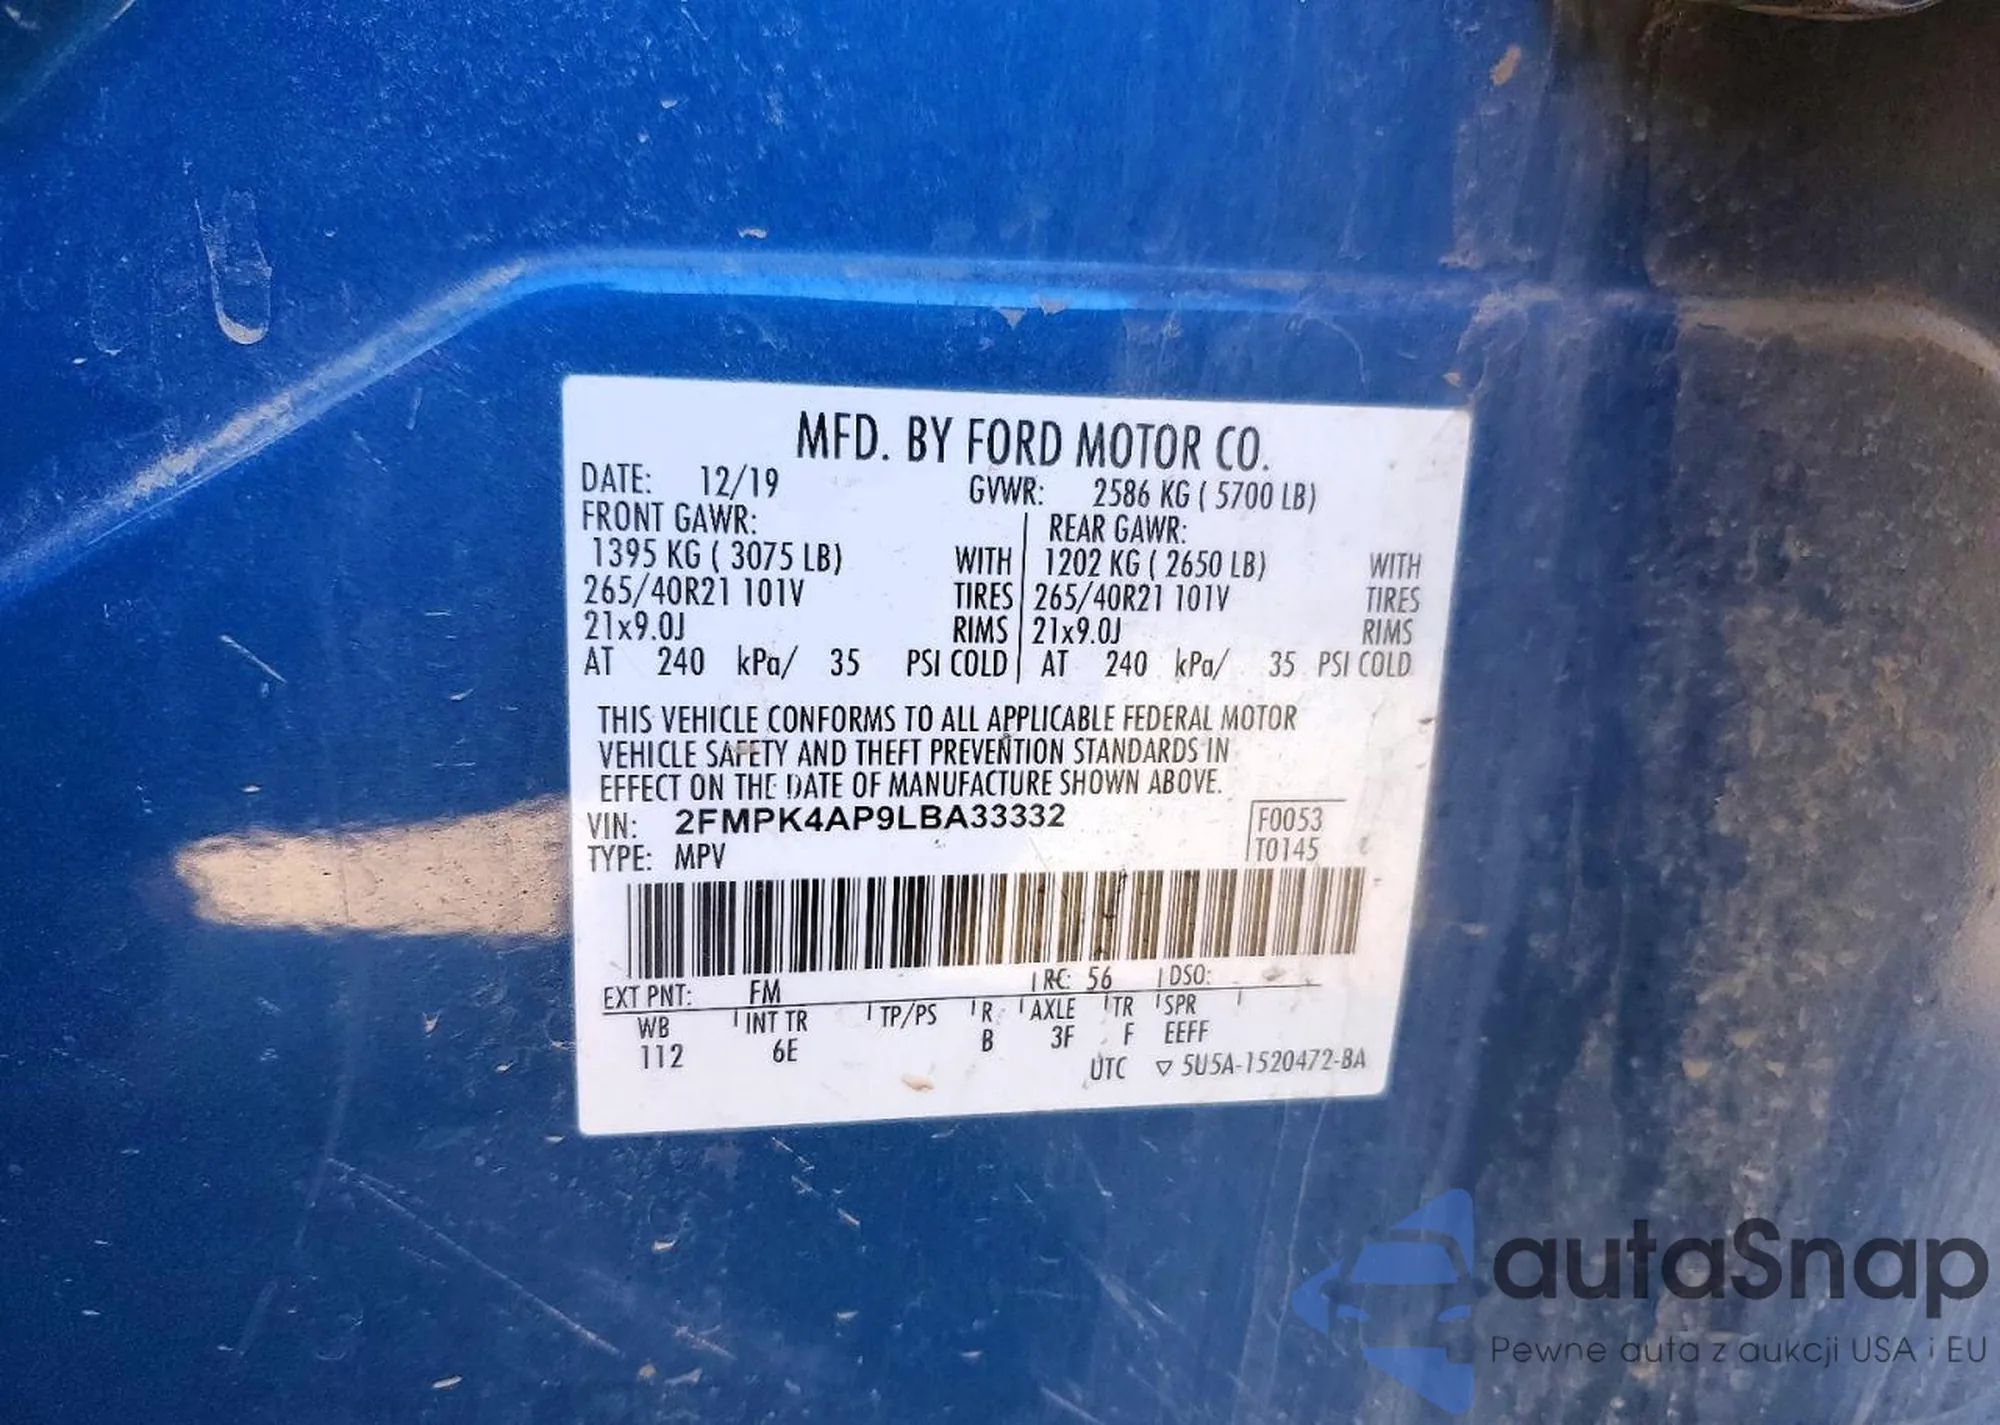 MFD. BY FORD MOTOR CO.
DATE: 12/19 GVWR: 2586 KG ( 5700 LB)
FRONT GAWR: REAR GAWR:
1395 KG ( 3075 LB) WITH 1202 KG ( 2650 LB) WITH
265/40R21 101V TIRES 265/40R21 101V TIRES
21x9.0J RIMS 21x9.0J RIMS
AT 240 kPa/ 35 PSI COLD AT 240 kPa/ 35 PSI COLD
THIS VEHICLE CONFORMS TO ALL APPLICABLE FEDERAL MOTOR
VEHICLE SAFETY AND THEFT PREVENTION STANDARDS IN
EFFECT ON THE DATE OF MANUFACTURE SHOWN ABOVE.
VIN: 2FMPK4AP9LBA33332 F0053
TYPE: MPV T0145
EXT PNT: FM RC: 56 DSO:
WB INT TR TP/PS R AXLE TR SPR
112 6E B 3F F EEFF
UTC ▽ 5U5A-1520472-BA
autaSnap
Pewne auta z aukcji USA i EU